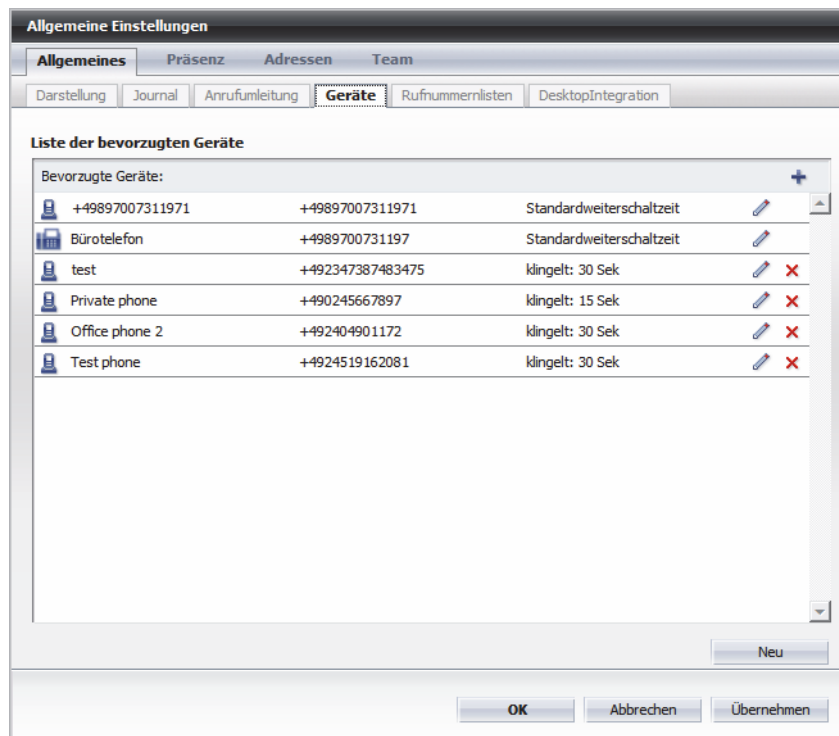 Allgemeine Einstellungen
Allgemeines Präsenz Adressen Team
Darstellung Journal Anrufumleitung Geräte Rufnummernlisten DesktopIntegration
Liste der bevorzugten Geräte
Bevorzugte Geräte:
+49897007311971 +49897007311971 Standardweiterschaltzeit
Bürotelefon +4989700731197 Standardweiterschaltzeit
test +492347387483475 klingelt: 30 Sek
Private phone +490245667897 klingelt: 15 Sek
Office phone 2 +492404901172 klingelt: 30 Sek
Test phone +4924519162081 klingelt: 30 Sek
Neu
OK Abbrechen Übernehmen